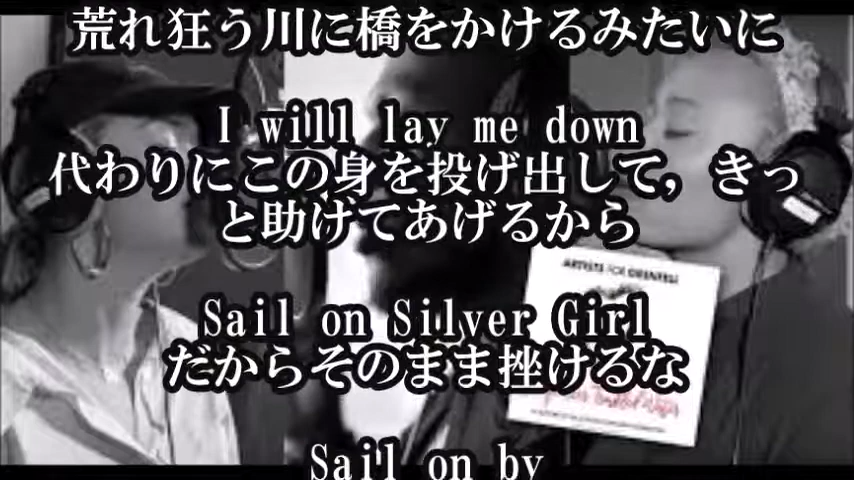 荒れ狂う川に橋をかけるみたいに
I will lay me down
代わりにこの身を投げ出して，きっ
と助けてあげるから
Sail on Silver Girl
だからそのまま挫けるな
Sail on by
ARTISTS FOR GRENFELL